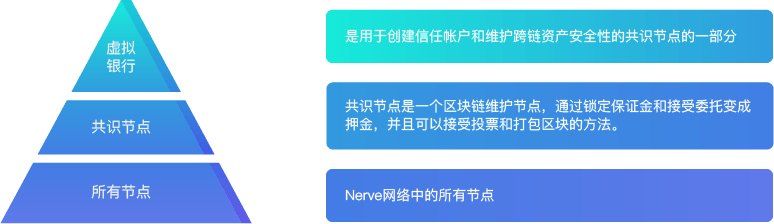 虚拟
银行
是用于创建信任帐户和维护跨链资产安全性的共识节点的一部分
共识节点
共识节点是一个区块链维护节点，通过锁定保证金和接受委托变成
押金，并且可以接受投票和打包区块的方法。
所有节点
Nerve网络中的所有节点